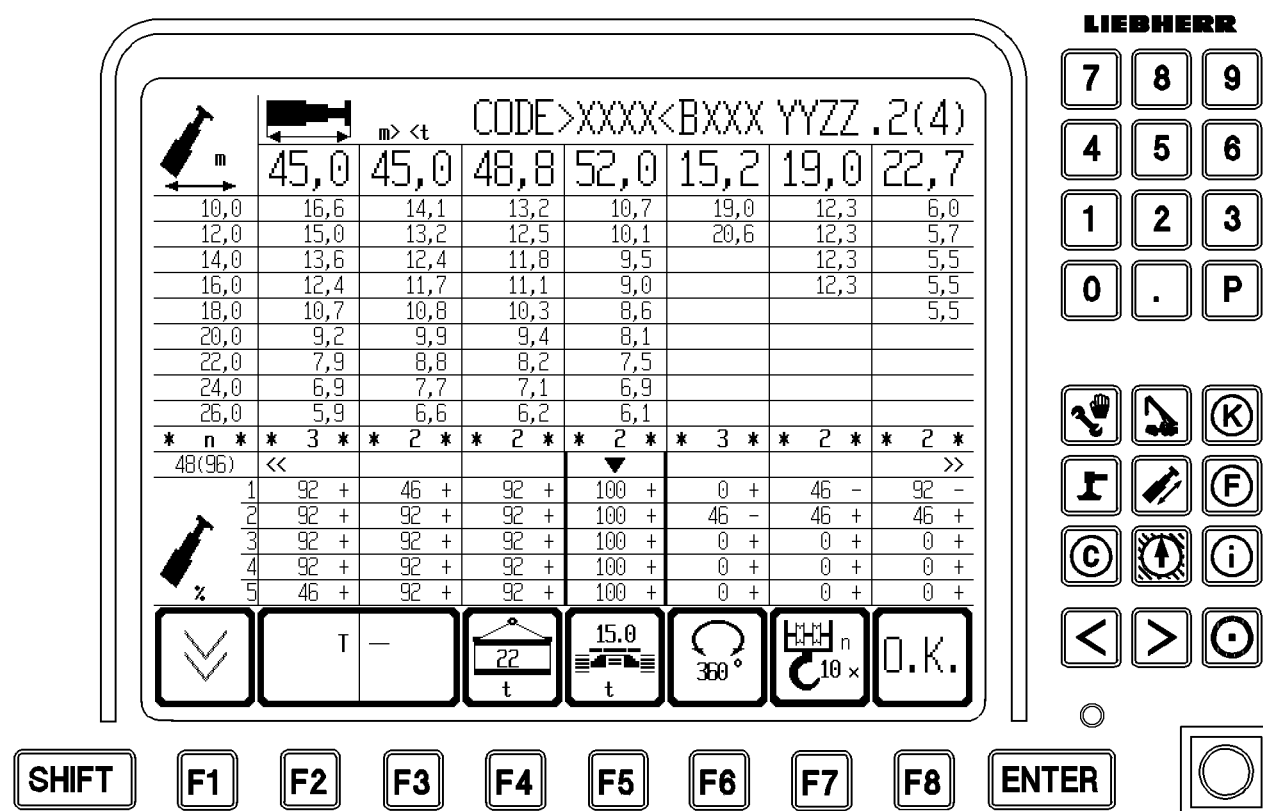 LIEBHERR
m> <t CODE>XXXX<BXXX YYZZ .2(4)
m 45,0 45,0 48,8 52,0 15,2 19,0 22,7
10,0 16,6 14,1 13,2 10,7 19,0 12,3 6,0
12,0 15,0 13,2 12,5 10,1 20,6 12,3 5,7
14,0 13,6 12,4 11,8 9,5 12,3 5,5
16,0 12,4 11,7 11,1 9,0 12,3 5,5
18,0 10,7 10,8 10,3 8,6 5,5
20,0 9,2 9,9 9,4 8,1
22,0 7,9 8,8 8,2 7,5
24,0 6,9 7,7 7,1 6,9
26,0 5,9 6,6 6,2 6,1
* n * * 3 * * 2 * * 2 * * 2 * * 3 * * 2 * * 2 *
48(96) << >>
1 92 + 46 + 92 + 100 + 0 + 46 - 92 -
2 92 + 92 + 92 + 100 + 46 - 46 + 46 +
3 92 + 92 + 92 + 100 + 0 + 0 + 0 +
4 92 + 92 + 92 + 100 + 0 + 0 + 0 +
% 5 46 + 92 + 92 + 100 + 0 + 0 + 0 +
T —
22
t
15.0
t
360°
n
10 ×
O.K.
7 8 9
4 5 6
1 2 3
0 . P
K
F
C i
< >
SHIFT F1 F2 F3 F4 F5 F6 F7 F8 ENTER